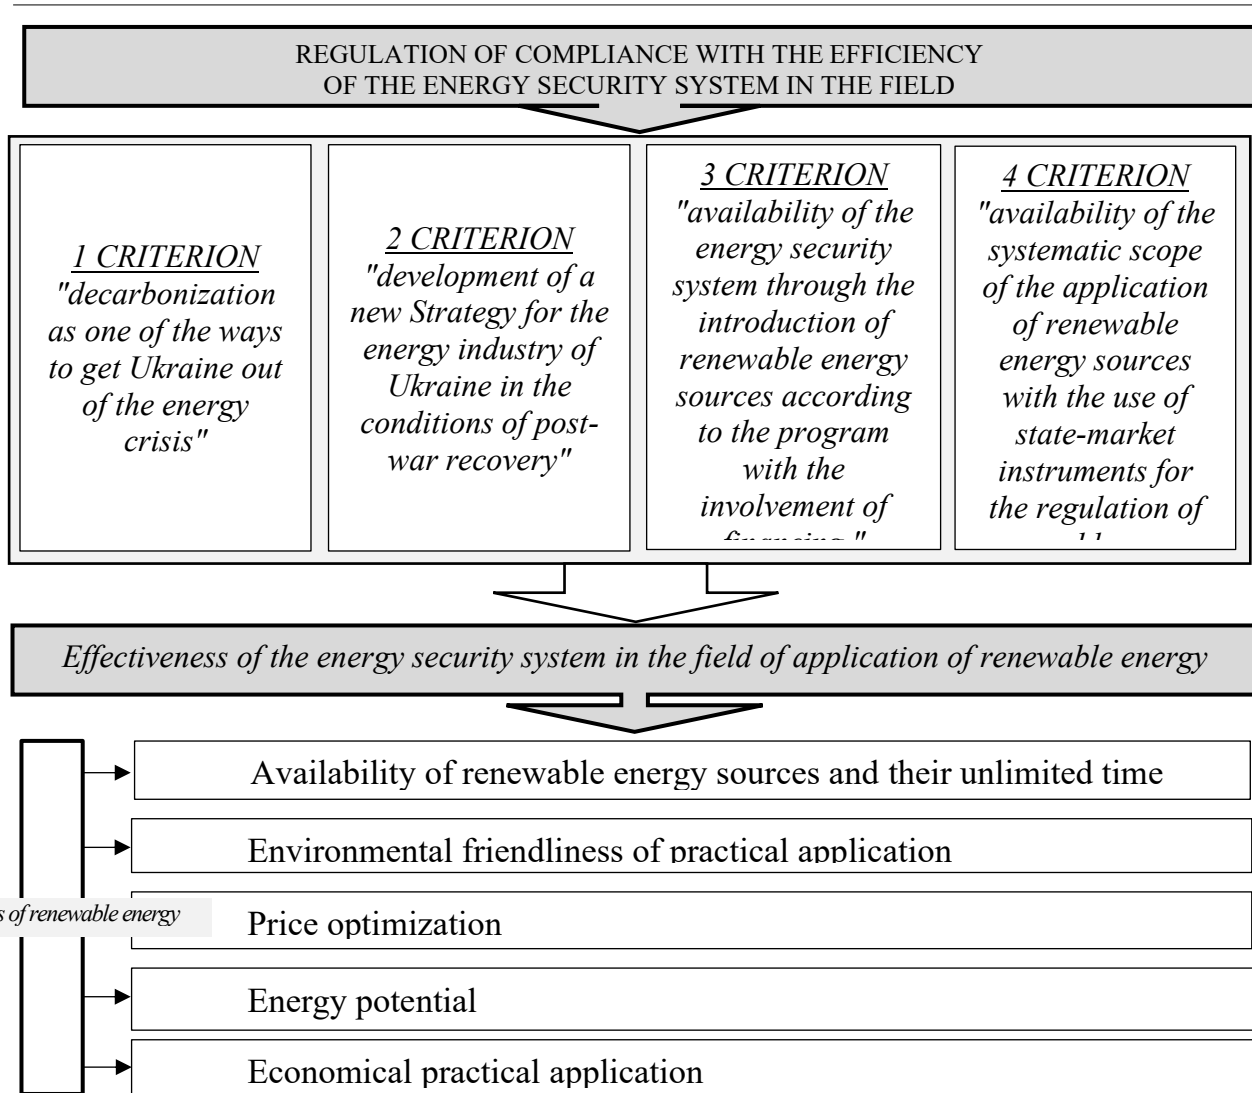 REGULATION OF COMPLIANCE WITH THE EFFICIENCY
OF THE ENERGY SECURITY SYSTEM IN THE FIELD
1 CRITERION
"decarbonization
as one of the ways
to get Ukraine out
of the energy
crisis"
2 CRITERION
"development of a
new Strategy for the
energy industry of
Ukraine in the
conditions of post-
war recovery"
3 CRITERION
"availability of the
energy security
system through the
introduction of
renewable energy
sources according
to the program
with the
involvement of
financing "
4 CRITERION
"availability of the
systematic scope
of the application
of renewable
energy sources
with the use of
state-market
instruments for
the regulation of
Effectiveness of the energy security system in the field of application of renewable energy
Availability of renewable energy sources and their unlimited time
Environmental friendliness of practical application
s of renewable energy
Price optimization
Energy potential
Economical practical application